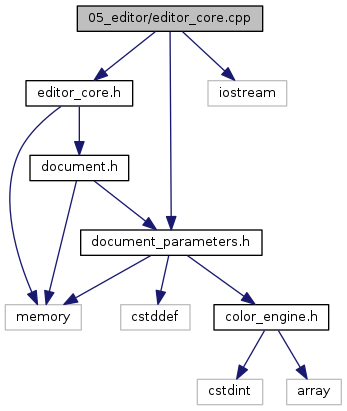 05_editor/editor_core.cpp
editor_core.h
iostream
document.h
document_parameters.h
memory
cstddef
color_engine.h
cstdint
array